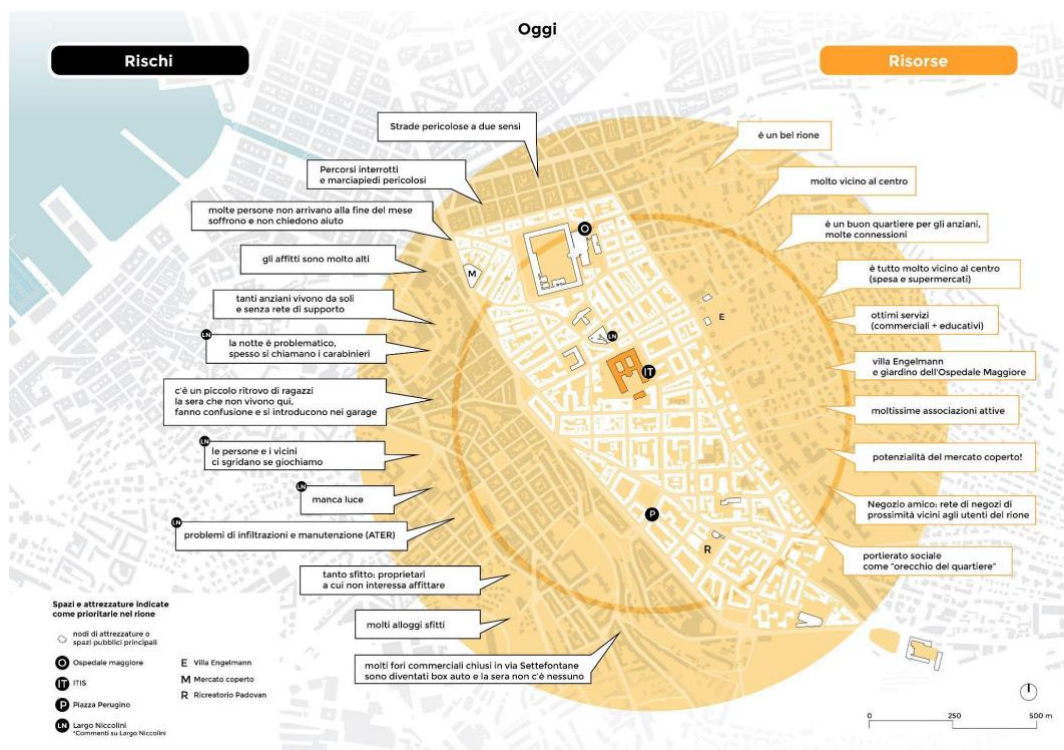 Oggi
Rischi
Risorse
Strade pericolose a due sensi
Percorsi interrotti
e marciapiedi pericolosi
molte persone non arrivano alla fine del mese
soffrono e non chiedono aiuto
gli affitti sono molto alti
tanti anziani vivono da soli
e senza rete di supporto
LN
la notte è problematico,
spesso si chiamano i carabinieri
c'è un piccolo ritrovo di ragazzi
la sera che non vivono qui,
fanno confusione e si introducono nei garage
LN
le persone e i vicini
ci sgridano se giochiamo
LN
manca luce
LN
problemi di infiltrazioni e manutenzione (ATER)
tanto sfitto: proprietari
a cui non interessa affittare
molti alloggi sfitti
molti fori commerciali chiusi in via Settefontane
sono diventati box auto e la sera non c'è nessuno
è un bel rione
molto vicino al centro
è un buon quartiere per gli anziani,
molte connessioni
è tutto molto vicino al centro
(spesa e supermercati)
ottimi servizi
(commerciali + educativi)
villa Engelmann
e giardino dell'Ospedale Maggiore
moltissime associazioni attive
potenzialità del mercato coperto!
Negozio amico: rete di negozi di
prossimità vicini agli utenti del rione
portierato sociale
come "orecchio del quartiere"
O
M
E
LN
IT
P
R
Spazi e attrezzature indicate
come prioritarie nel rione
nodi di attrezzature o
spazi pubblici principali
O Ospedale maggiore
IT ITIS
P Piazza Perugino
LN Largo Niccolini
*Commenti su Largo Niccolini
E Villa Engelmann
M Mercato coperto
R Ricreatorio Padovan
0 250 500 m